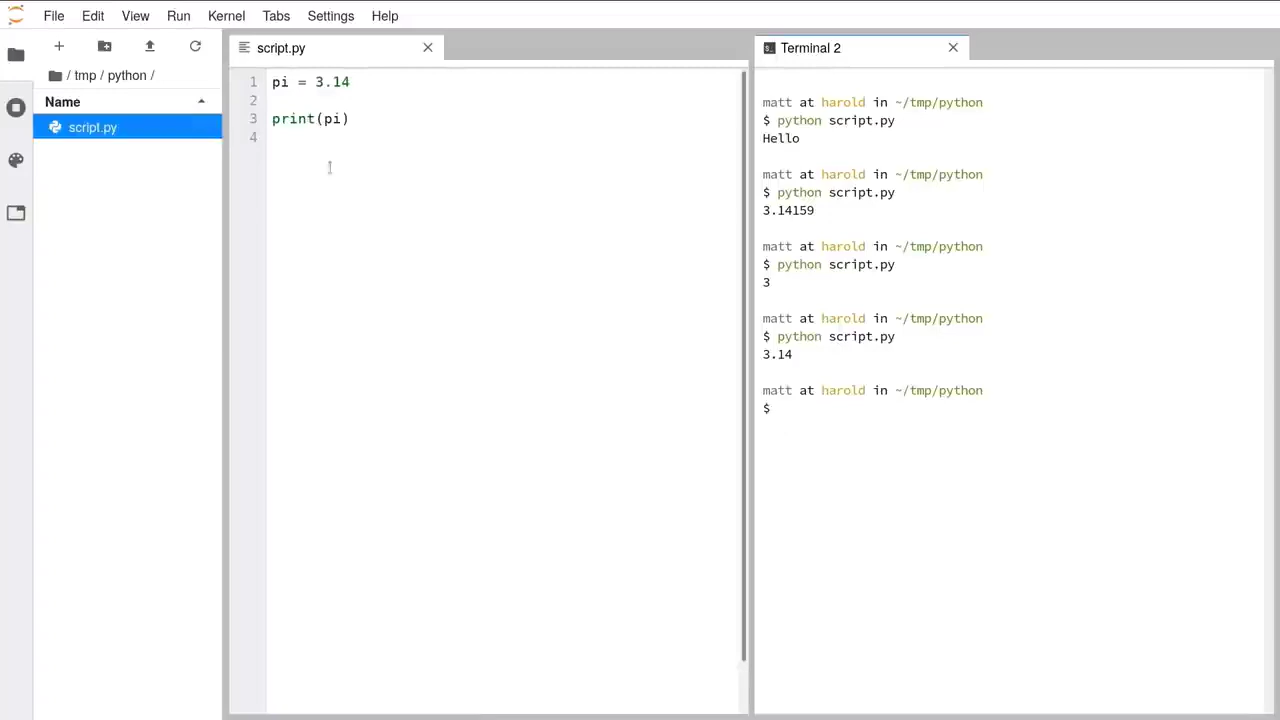 File Edit View Run Kernel Tabs Settings Help
/ tmp / python /
Name
script.py
script.py
1 pi = 3.14
2
3 print(pi)
4
Terminal 2
matt at harold in ~/tmp/python
$ python script.py
Hello
matt at harold in ~/tmp/python
$ python script.py
3.14159
matt at harold in ~/tmp/python
$ python script.py
3
matt at harold in ~/tmp/python
$ python script.py
3.14
matt at harold in ~/tmp/python
$